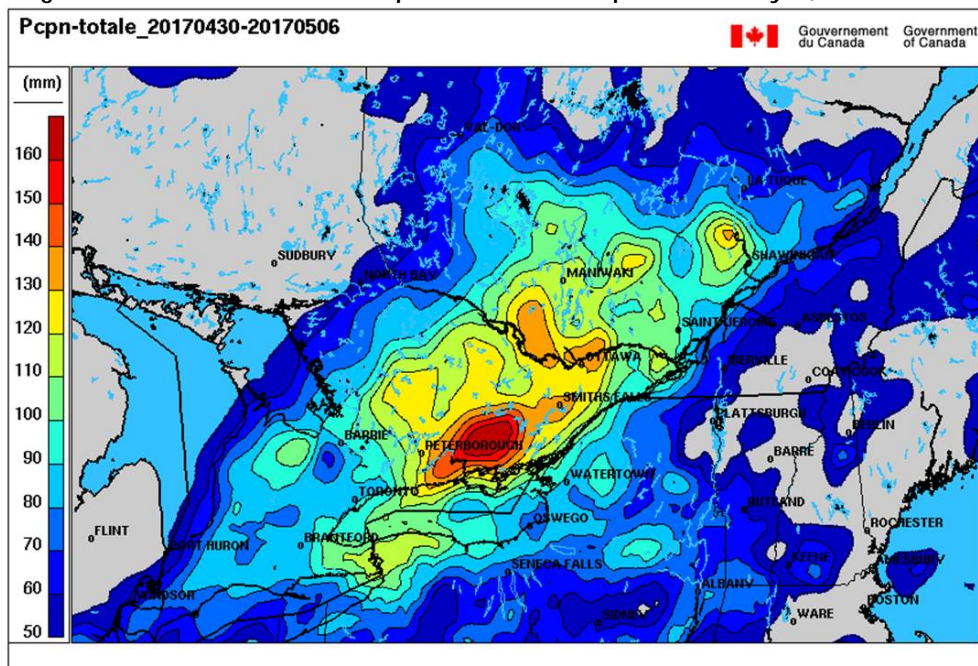 Pcpn-totale_20170430-20170506
Gouvernement Government
du Canada of Canada
(mm)
160
150
140
130
120
110
100
90
80
70
60
50
VAL-DOR
LA TUQUE
SUDBURY
SHAWINIGAN
NORTH BAY
MANIWAKI
SAINT-JEROME
ASBESTOS
OTTAWA
IBERVILLE
COATICOOK
SMITHS FALLS
PLATTSBURGH
BERLIN
BARRIE
PETERBOROUGH
BARRE
WATERTOWN
TORONTO
RUTLAND
OSWEGO
ROCHESTER
FLINT
BRANTFORD
PORT HURON
KEENE
AMESBURY
SENECA FALLS
WINDSOR
ALBANY
BOSTON
SIDNEY
WARE